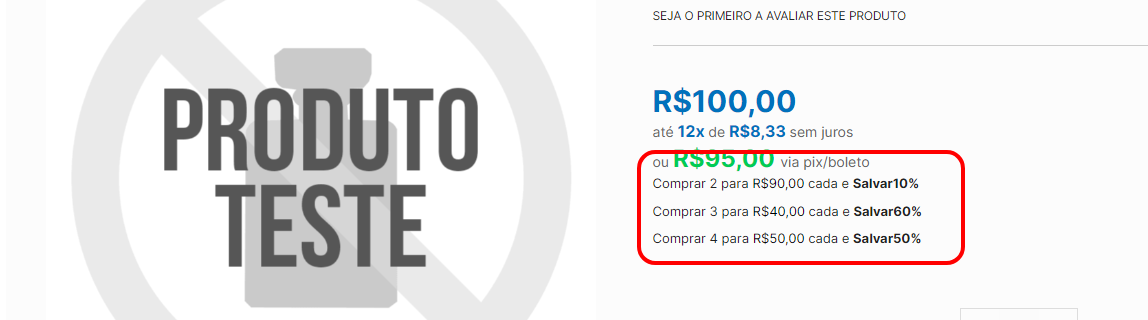 SEJA O PRIMEIRO A AVALIAR ESTE PRODUTO
PRODUTO
TESTE
R$100,00
até 12x de R$8,33 sem juros
ou R$95,00 via pix/boleto
Comprar 2 para R$90,00 cada e Salvar10%
Comprar 3 para R$40,00 cada e Salvar60%
Comprar 4 para R$50,00 cada e Salvar50%